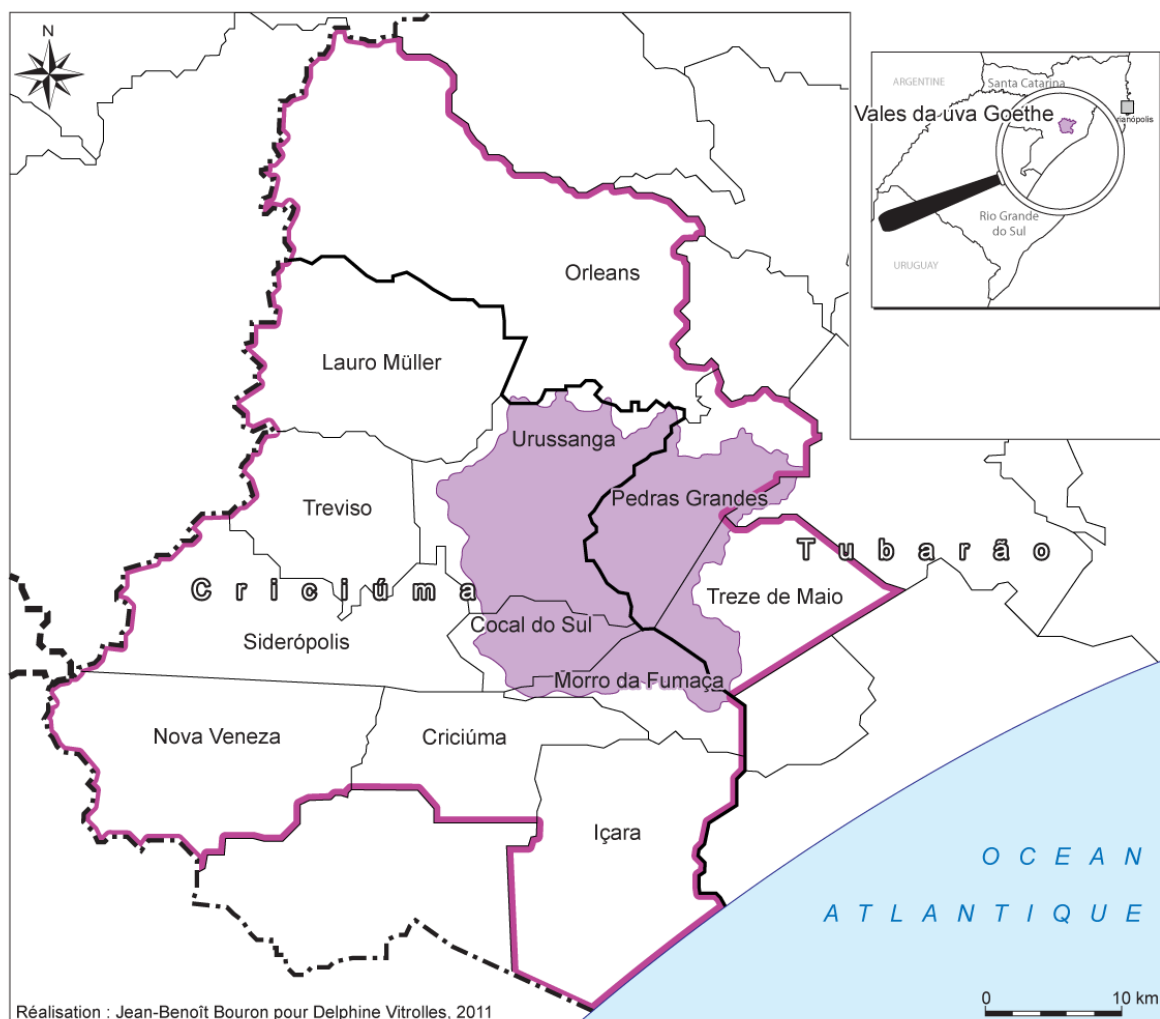 N
ARGENTINE
Santa Catarina
Vales da uva Goethe
rianópolis
Rio Grande
do Sul
URUGUAY
Orleans
Lauro Müller
Urussanga
Treviso
Pedras Grandes
Tubarão
Criciúma
Treze de Maio
Cocal do Sul
Siderópolis
Morro da Fumaça
Nova Veneza
Criciúma
Içara
OCEAN
ATLANTIQUE
0 10 km
Réalisation : Jean-Benoît Bouron pour Delphine Vitrolles, 2011